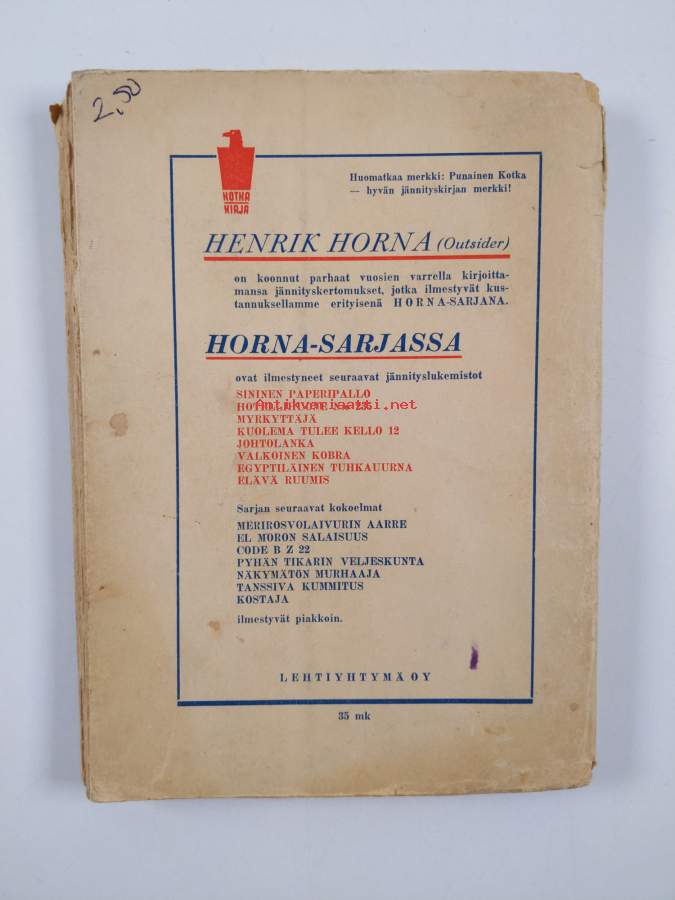 2,50
KOTKA
KIRJA
Huomatkaa merkki: Punainen Kotka
— hyvän jännityskirjan merkki!
HENRIK HORNA (Outsider)
on koonnut parhaat vuosien varrella kirjoitta-
mansa jännityskertomukset, jotka ilmestyvät kus-
tannuksellamme erityisenä HORNA-SARJANA.
HORNA-SARJASSA
ovat ilmestyneet seuraavat jännityslukemistot
SININEN PAPERIPALLO
Antikvariaatti.net
MYRKYTTÄJÄ
KUOLEMA TULEE KELLO 12
JOHTOLANKA
VALKOINEN KOBRA
EGYPTILÄINEN TUHKAUURNA
ELÄVÄ RUUMIS
Sarjan seuraavat kokoelmat
MERIROSVOLAIVURIN AARRE
EL MORON SALAISUUS
CODE B Z 22
PYHÄN TIKARIN VELJESKUNTA
NÄKYMÄTÖN MURHAAJA
TANSSIVA KUMMITUS
KOSTAJA
ilmestyvät piakkoin.
LEHTIYHTYMÄ OY
35 mk